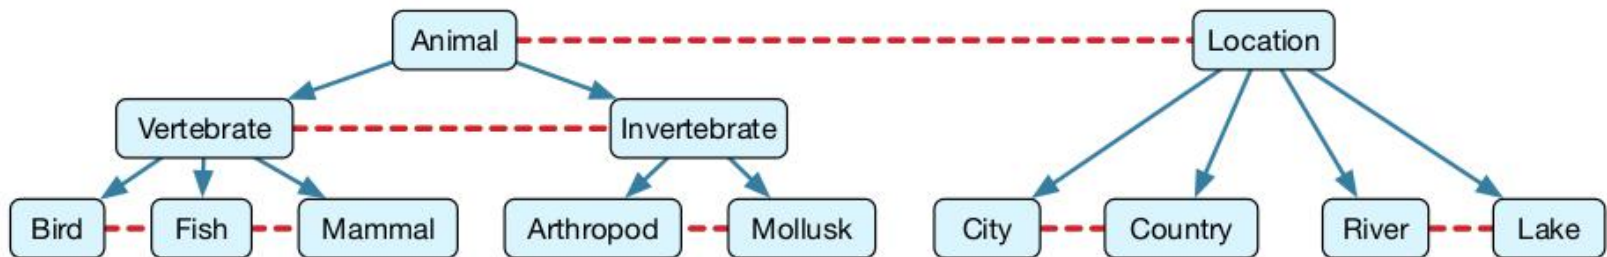 Animal
Location
Vertebrate
Invertebrate
Bird
Fish
Mammal
Arthropod
Mollusk
City
Country
River
Lake